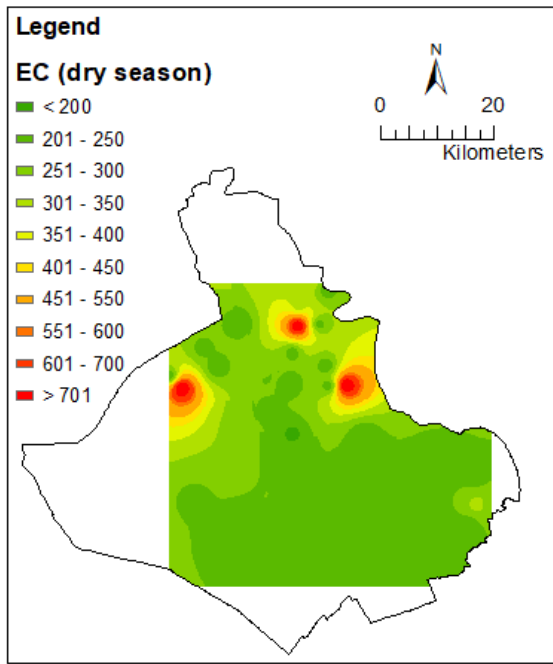 Legend
EC (dry season)
< 200
201 - 250
251 - 300
301 - 350
351 - 400
401 - 450
451 - 550
551 - 600
601 - 700
> 701
N
0 20
Kilometers